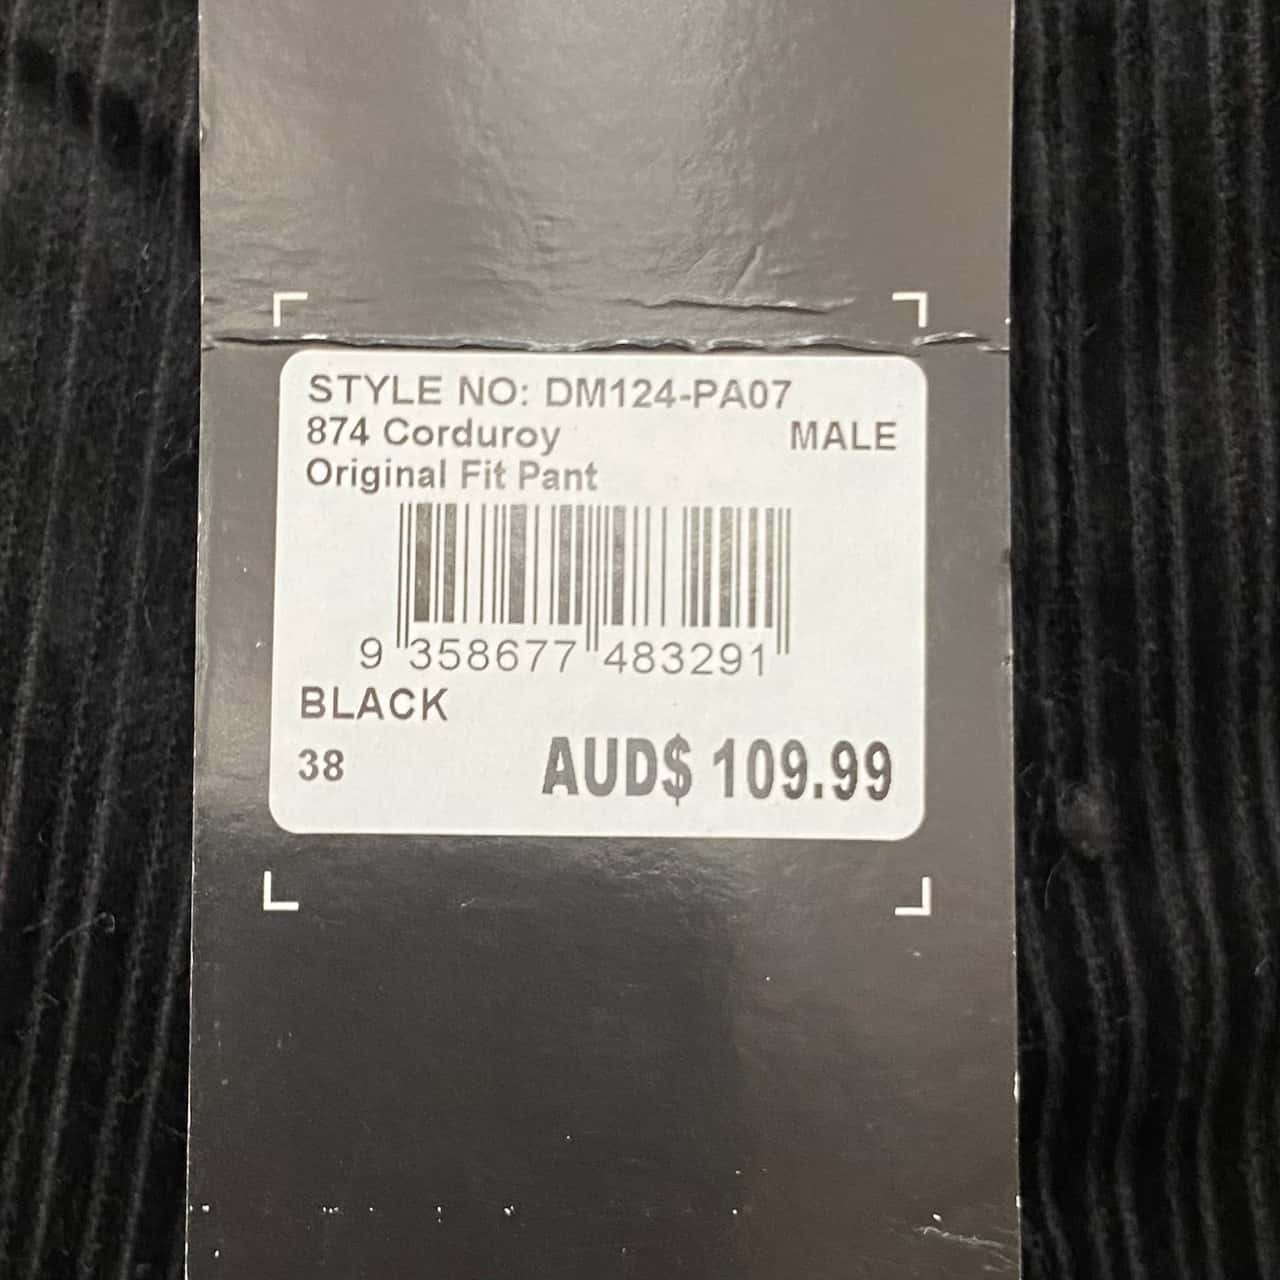 STYLE NO: DM124-PA07
874 Corduroy MALE
Original Fit Pant
9 358677 483291
BLACK
38 AUD$ 109.99